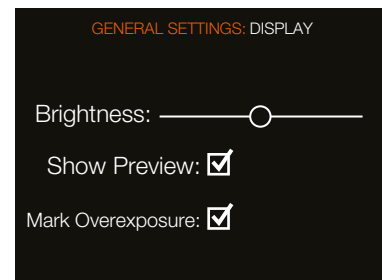 GENERAL SETTINGS: DISPLAY
Brightness:
Show Preview:
Mark Overexposure: